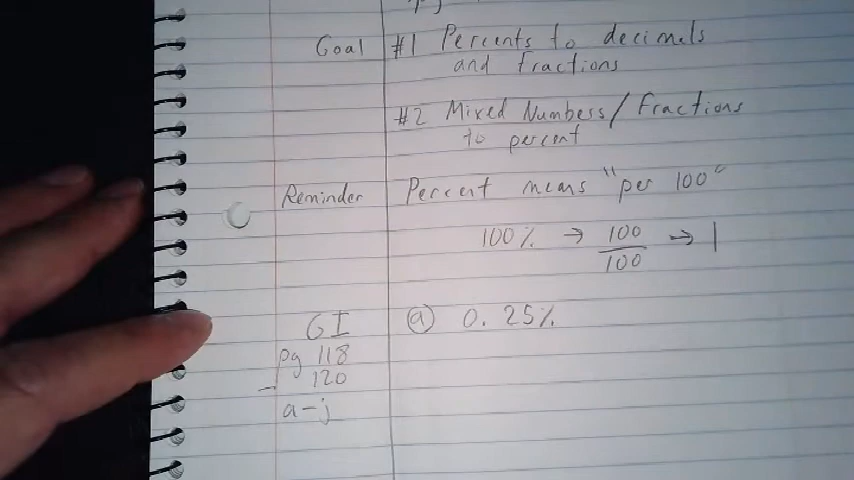 Goal #1 Percents to decimals
and fractions
#2 Mixed Numbers/Fractions
to percent
Reminder Percent means "per 100"
100% → 100/100 → 1
GI ⓐ 0.25%
pg 118
- 120
a-j